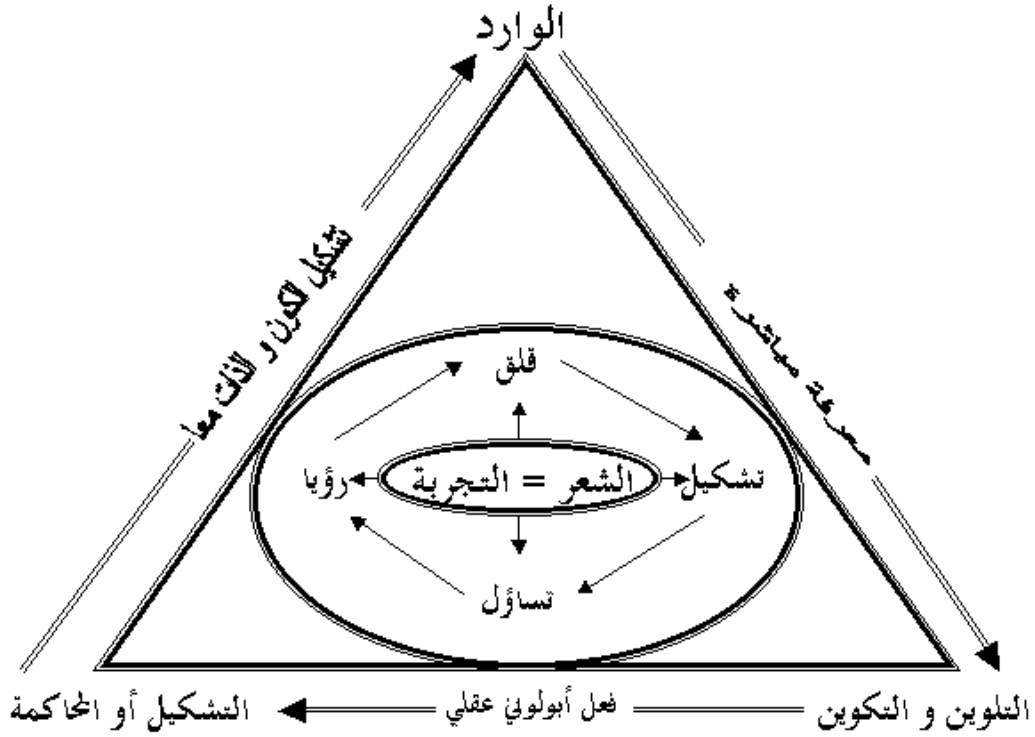 الوارد
تشكيل الكون و الذات معا
معرفة مباشرة
قلق
رؤيا
الشعر = التجربة
تشكيل
تساؤل
التلوين و التكوين
فعل أبولوني عقلي
التشكيل أو المحاكمة